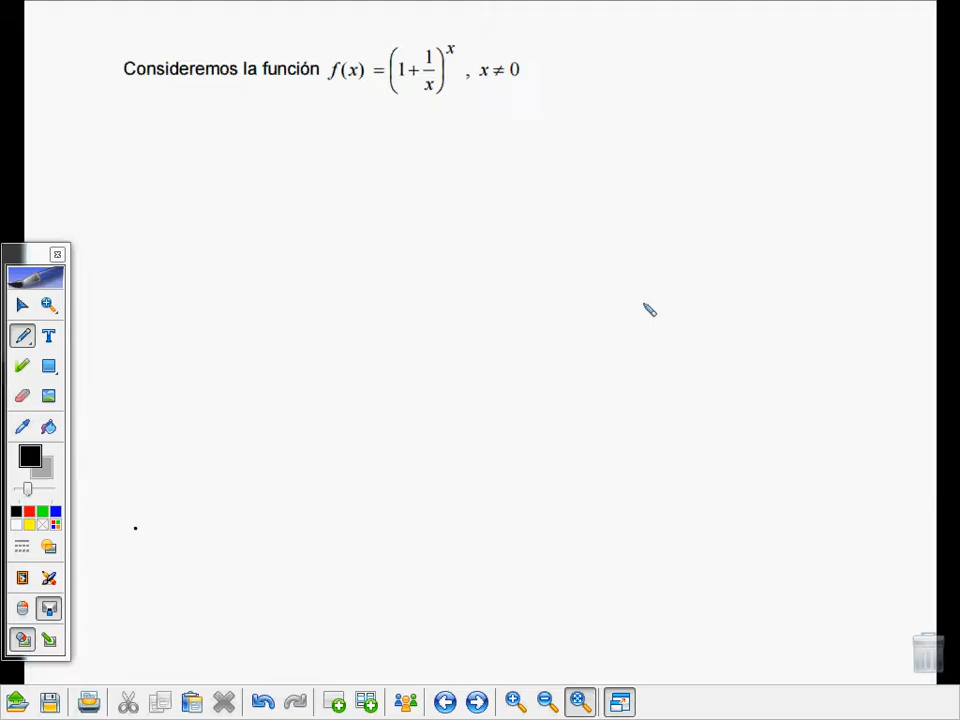 Consideremos la función f(x) = (1 + 1/x)^x , x ≠ 0